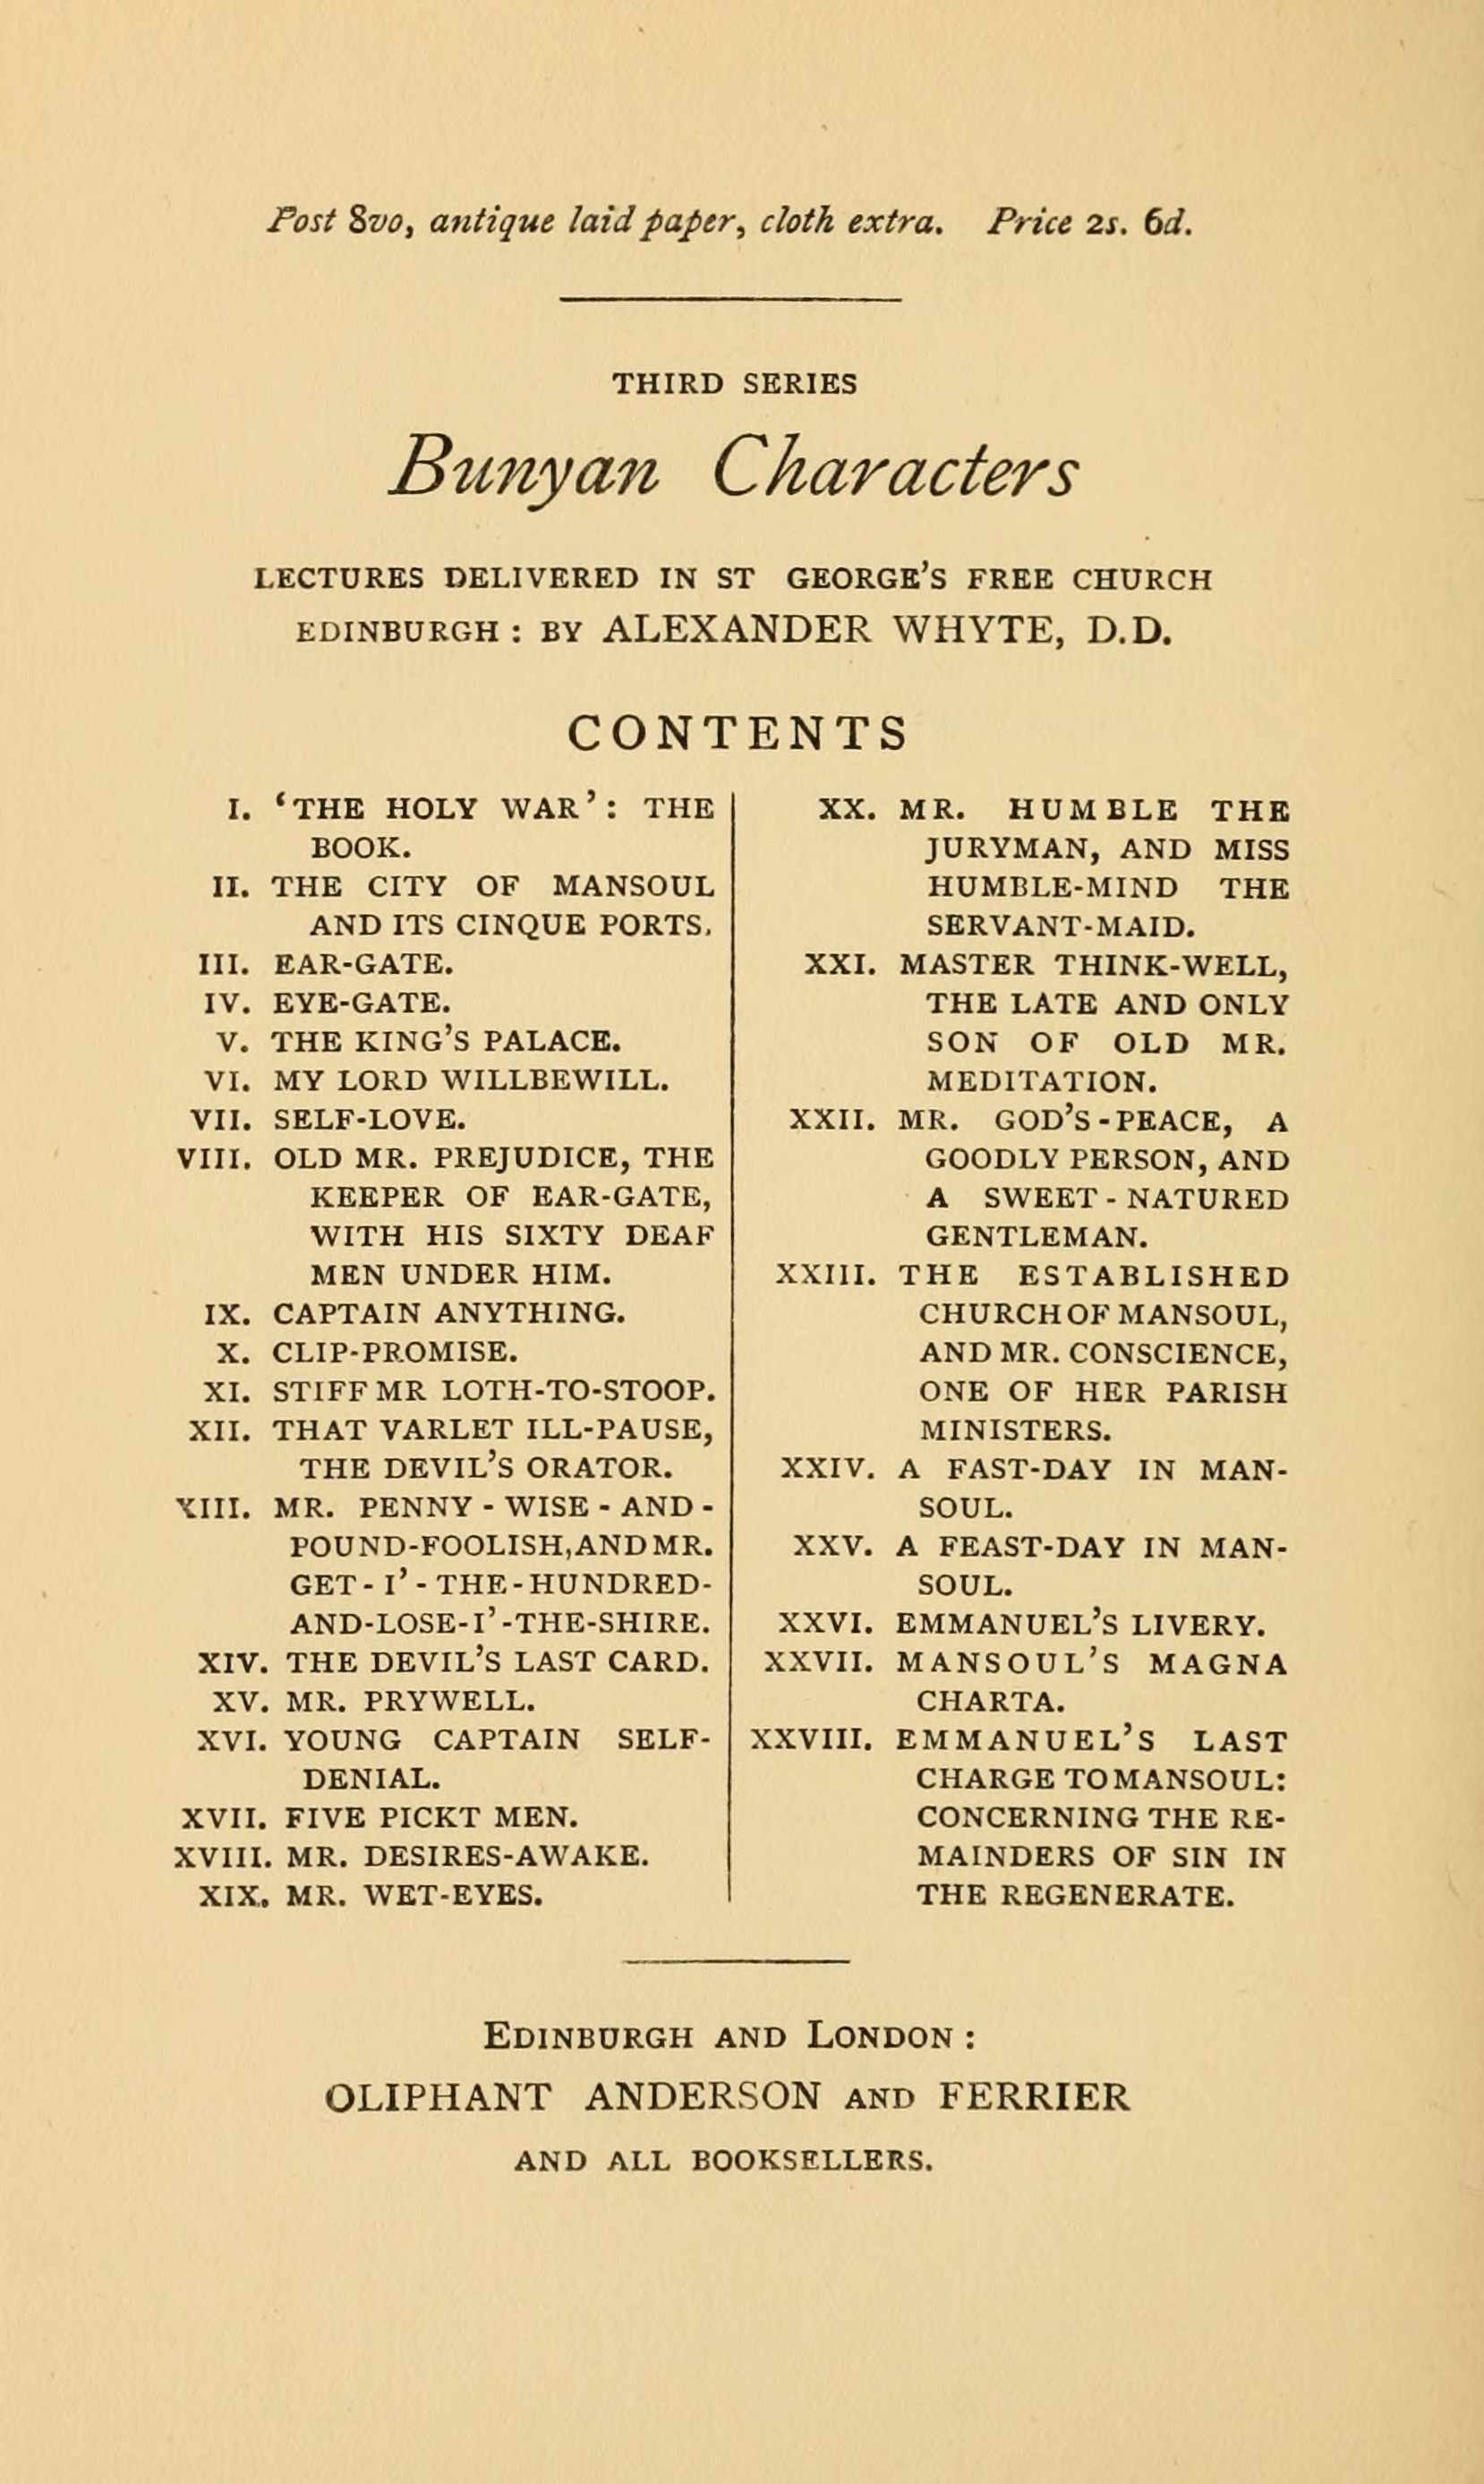 Post 8vo, antique laid paper, cloth extra. Price 2s. 6d.
THIRD SERIES
Bunyan Characters
LECTURES DELIVERED IN ST GEORGE'S FREE CHURCH
EDINBURGH : BY ALEXANDER WHYTE, D.D.
CONTENTS
I. 'THE HOLY WAR': THE
BOOK.
II. THE CITY OF MANSOUL
AND ITS CINQUE PORTS.
III. EAR-GATE.
IV. EYE-GATE.
V. THE KING'S PALACE.
VI. MY LORD WILLBEWILL.
VII. SELF-LOVE.
VIII. OLD MR. PREJUDICE, THE
KEEPER OF EAR-GATE,
WITH HIS SIXTY DEAF
MEN UNDER HIM.
IX. CAPTAIN ANYTHING.
X. CLIP-PROMISE.
XI. STIFF MR LOTH-TO-STOOP.
XII. THAT VARLET ILL-PAUSE,
THE DEVIL'S ORATOR.
XIII. MR. PENNY - WISE - AND -
POUND-FOOLISH, AND MR.
GET - I' - THE - HUNDRED-
AND-LOSE-I'-THE-SHIRE.
XIV. THE DEVIL'S LAST CARD.
XV. MR. PRYWELL.
XVI. YOUNG CAPTAIN SELF-
DENIAL.
XVII. FIVE PICKT MEN.
XVIII. MR. DESIRES-AWAKE.
XIX. MR. WET-EYES.
XX. MR. HUMBLE THE
JURYMAN, AND MISS
HUMBLE-MIND THE
SERVANT-MAID.
XXI. MASTER THINK-WELL,
THE LATE AND ONLY
SON OF OLD MR.
MEDITATION.
XXII. MR. GOD'S - PEACE, A
GOODLY PERSON, AND
A SWEET - NATURED
GENTLEMAN.
XXIII. THE ESTABLISHED
CHURCH OF MANSOUL,
AND MR. CONSCIENCE,
ONE OF HER PARISH
MINISTERS.
XXIV. A FAST-DAY IN MAN-
SOUL.
XXV. A FEAST-DAY IN MAN-
SOUL.
XXVI. EMMANUEL'S LIVERY.
XXVII. MANSOUL'S MAGNA
CHARTA.
XXVIII. EMMANUEL'S LAST
CHARGE TO MANSOUL:
CONCERNING THE RE-
MAINDERS OF SIN IN
THE REGENERATE.
EDINBURGH AND LONDON :
OLIPHANT ANDERSON AND FERRIER
AND ALL BOOKSELLERS.